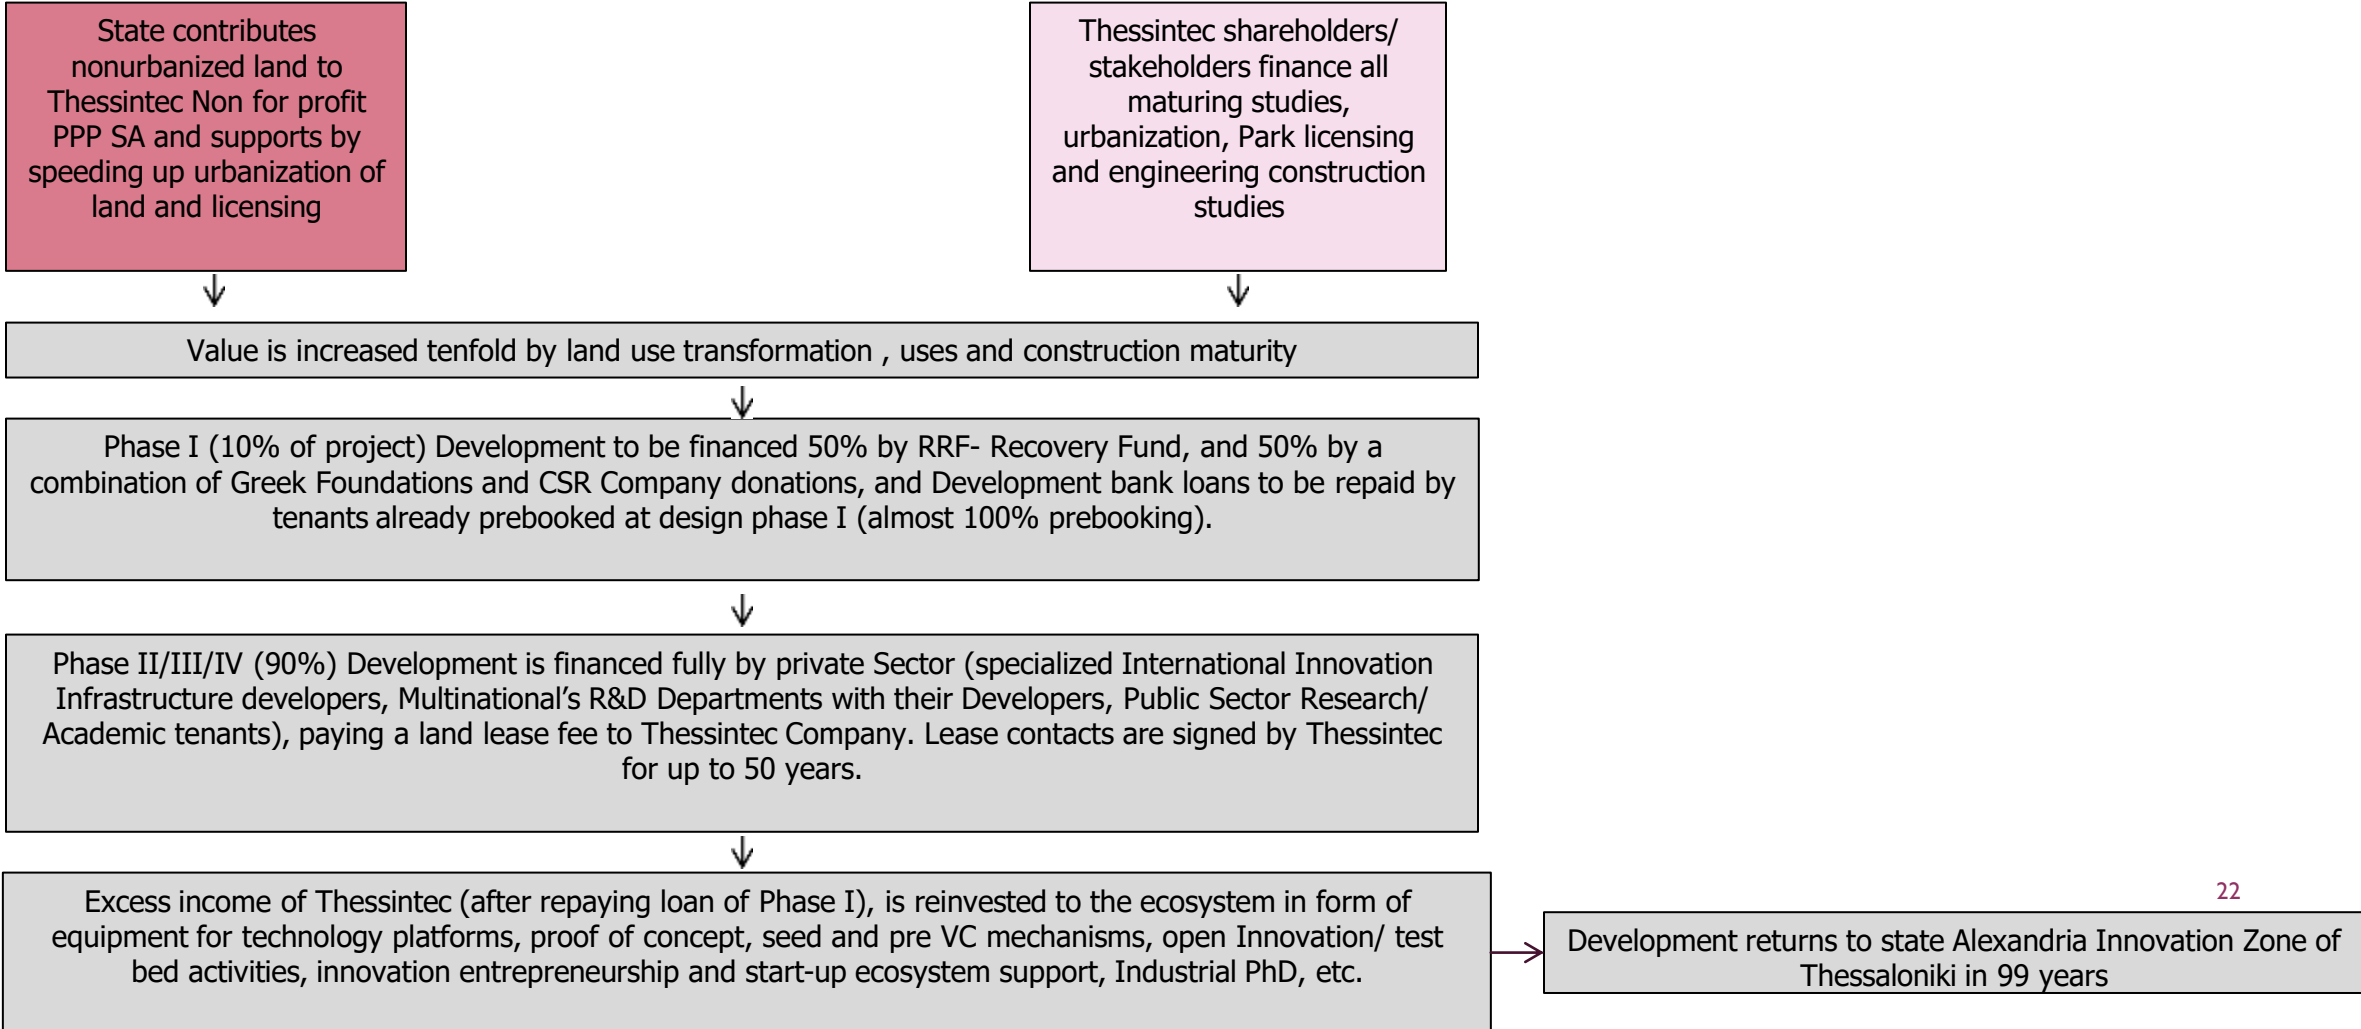 State contributes
nonurbanized land to
Thessintec Non for profit
PPP SA and supports by
speeding up urbanization of
land and licensing
Thessintec shareholders/
stakeholders finance all
maturing studies,
urbanization, Park licensing
and engineering construction
studies
Value is increased tenfold by land use transformation , uses and construction maturity
Phase I (10% of project) Development to be financed 50% by RRF- Recovery Fund, and 50% by a
combination of Greek Foundations and CSR Company donations, and Development bank loans to be repaid by
tenants already prebooked at design phase I (almost 100% prebooking).
Phase II/III/IV (90%) Development is financed fully by private Sector (specialized International Innovation
Infrastructure developers, Multinational’s R&D Departments with their Developers, Public Sector Research/
Academic tenants), paying a land lease fee to Thessintec Company. Lease contacts are signed by Thessintec
for up to 50 years.
Excess income of Thessintec (after repaying loan of Phase I), is reinvested to the ecosystem in form of
equipment for technology platforms, proof of concept, seed and pre VC mechanisms, open Innovation/ test
bed activities, innovation entrepreneurship and start-up ecosystem support, Industrial PhD, etc.
22
Development returns to state Alexandria Innovation Zone of
Thessaloniki in 99 years